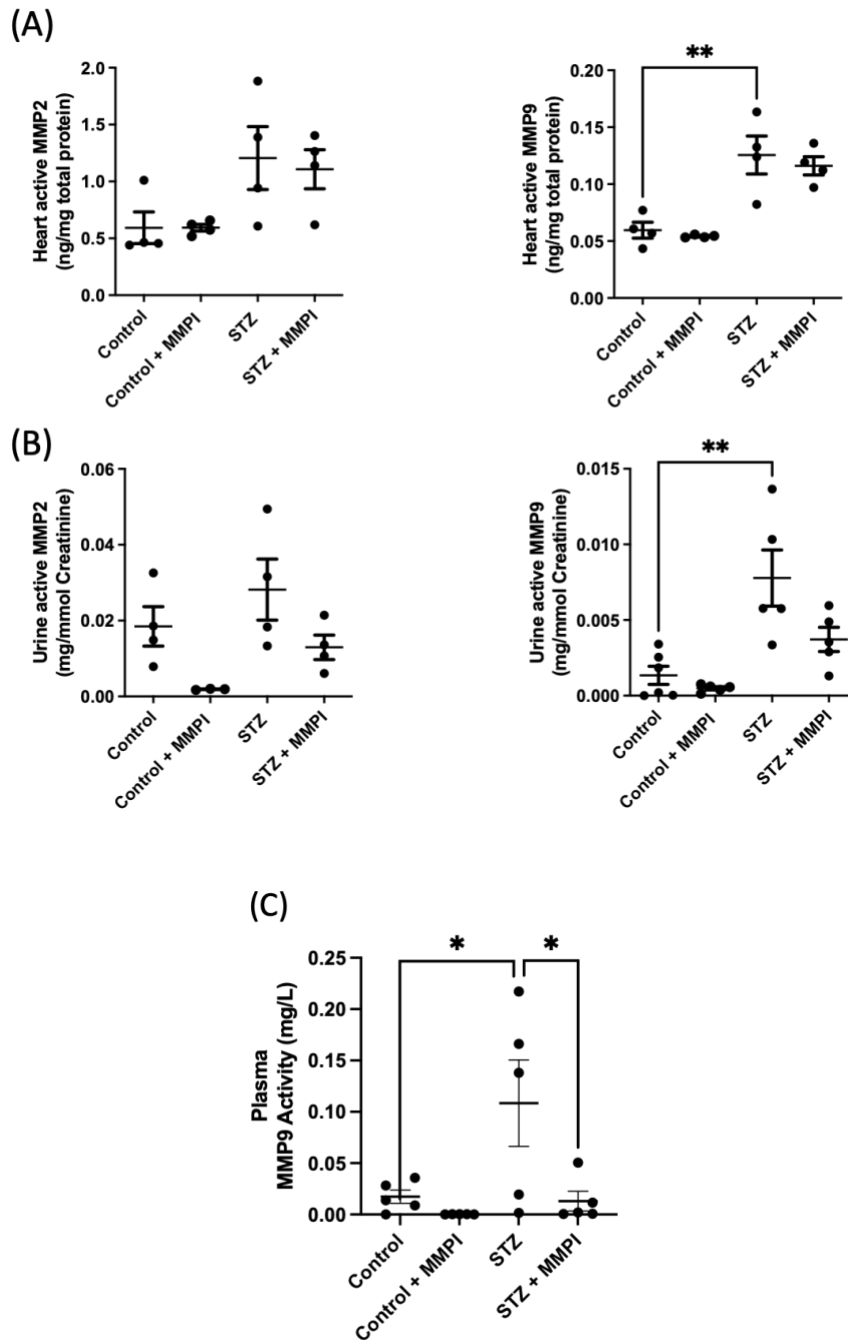 (A)
Heart active MMP2
(ng/mg total protein)
2.0
1.5
1.0
0.5
0.0
Control
Control + MMPI
STZ
STZ + MMPI
Heart active MMP9
(ng/mg total protein)
0.20
0.15
0.10
0.05
0.00
**
Control
Control + MMPI
STZ
STZ + MMPI
(B)
Urine active MMP2
(mg/mmol Creatinine)
0.06
0.04
0.02
0.00
Control
Control + MMPI
STZ
STZ + MMPI
Urine active MMP9
(mg/mmol Creatinine)
0.015
0.010
0.005
0.000
**
Control
Control + MMPI
STZ
STZ + MMPI
(C)
Plasma
MMP9 Activity (mg/L)
0.25
0.20
0.15
0.10
0.05
0.00
*
*
Control
Control + MMPI
STZ
STZ + MMPI